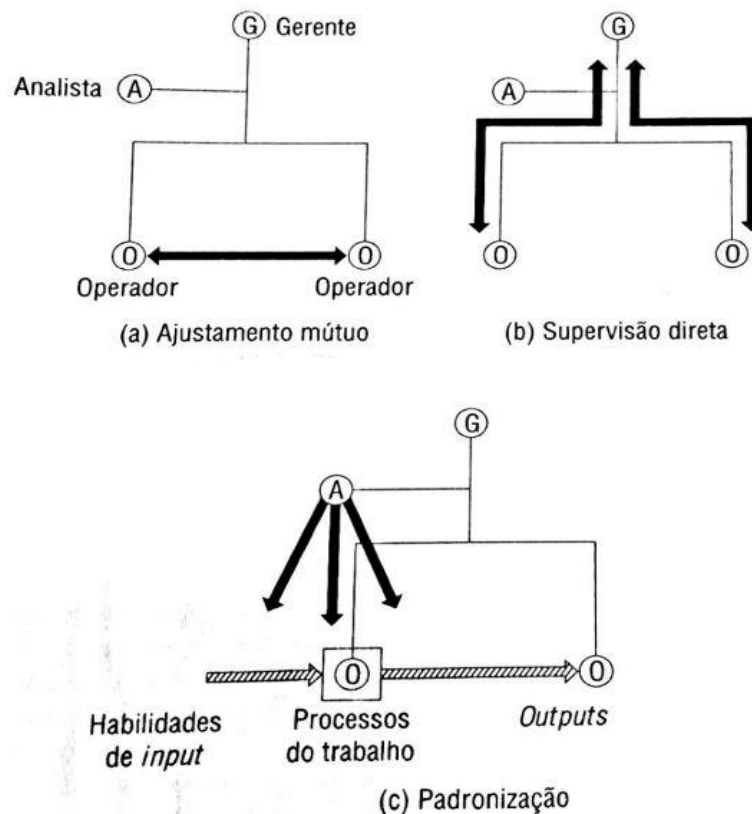 G Gerente
Analista A
O O
Operador Operador
(a) Ajustamento mútuo
G
A
O O
(b) Supervisão direta
G
A
O O
Habilidades
de input
Processos
do trabalho
Outputs
(c) Padronização